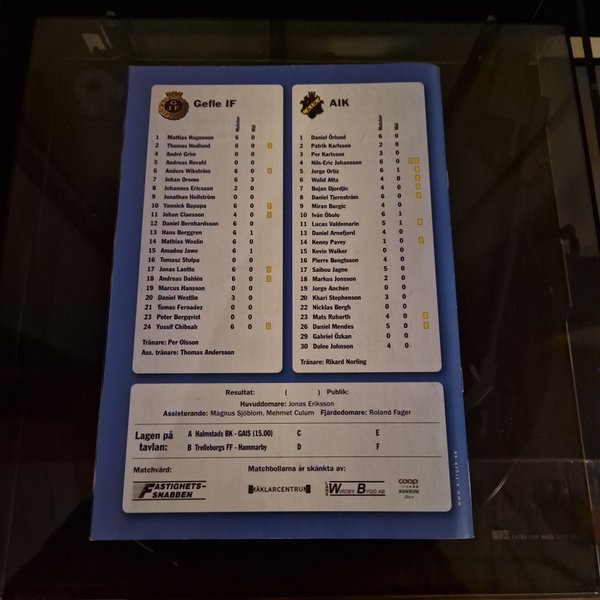 Gefle IF
Matcher Mål
1 Mattias Hugosson 6 0
2 Thomas Hedlund 6 0
4 André Grim 0 0
5 Andreas Revahl 0 0
6 Anders Wikström 6 0
7 Johan Oremo 6 3
8 Johannes Ericsson 2 0
9 Jonathan Hellström 0 0
10 Yannick Bapupa 6 0
11 Johan Claesson 4 0
12 Daniel Bernhardsson 6 0
13 Hans Berggren 6 1
14 Mathias Woxlin 6 0
15 Amadou Jawo 6 1
16 Tomasz Stolpa 0 0
17 Jonas Lantto 6 0
18 Andreas Dahlén 6 0
19 Marcus Hansson 0 0
20 Daniel Westlin 3 0
21 Tomas Fernadez 0 0
23 Peter Bergqvist 0 0
24 Yussif Chibsah 6 0
Tränare: Per Olsson
Ass. tränare: Thomas Andersson
AIK
Matcher Mål
1 Daniel Örlund 6 0
2 Patrik Karlsson 2 0
3 Per Karlsson 3 0
4 Nils-Eric Johansson 6 0
5 Jorge Ortiz 6 1
6 Walid Atta 4 0
7 Bojan Djordjic 4 0
8 Daniel Tjernström 6 0
9 Miran Burgic 4 0
10 Iván Óbolo 6 1
11 Lucas Valdemarin 5 1
13 Daniel Arnefjord 4 0
14 Kenny Pavey 1 0
15 Kevin Walker 0 0
16 Pierre Bengtsson 4 0
17 Saihou Jagne 5 0
18 Markus Jonsson 2 0
19 Jorge Anchén 0 0
20 Khari Stephenson 3 0
22 Nicklas Bergh 0 0
23 Mats Rubarth 4 0
26 Daniel Mendes 5 0
29 Gabriel Özkan 0 0
30 Dulee Johnson 4 0
Tränare: Rikard Norling
Resultat: ( ) Publik:
Huvuddomare: Jonas Eriksson
Assisterande: Magnus Sjöblom, Mehmet Culum Fjärdedomare: Roland Fager
Lagen på tavlan:
A Halmstads BK - GAIS (15.00) C E
B Trelleborgs FF - Hammarby D F
Matchvärd:
FASTIGHETS-
SNABBEN
Matchbollarna är skänkta av:
MÄKLARCENTRUM
WIRDBY BYGG AB
coop
KONSUM